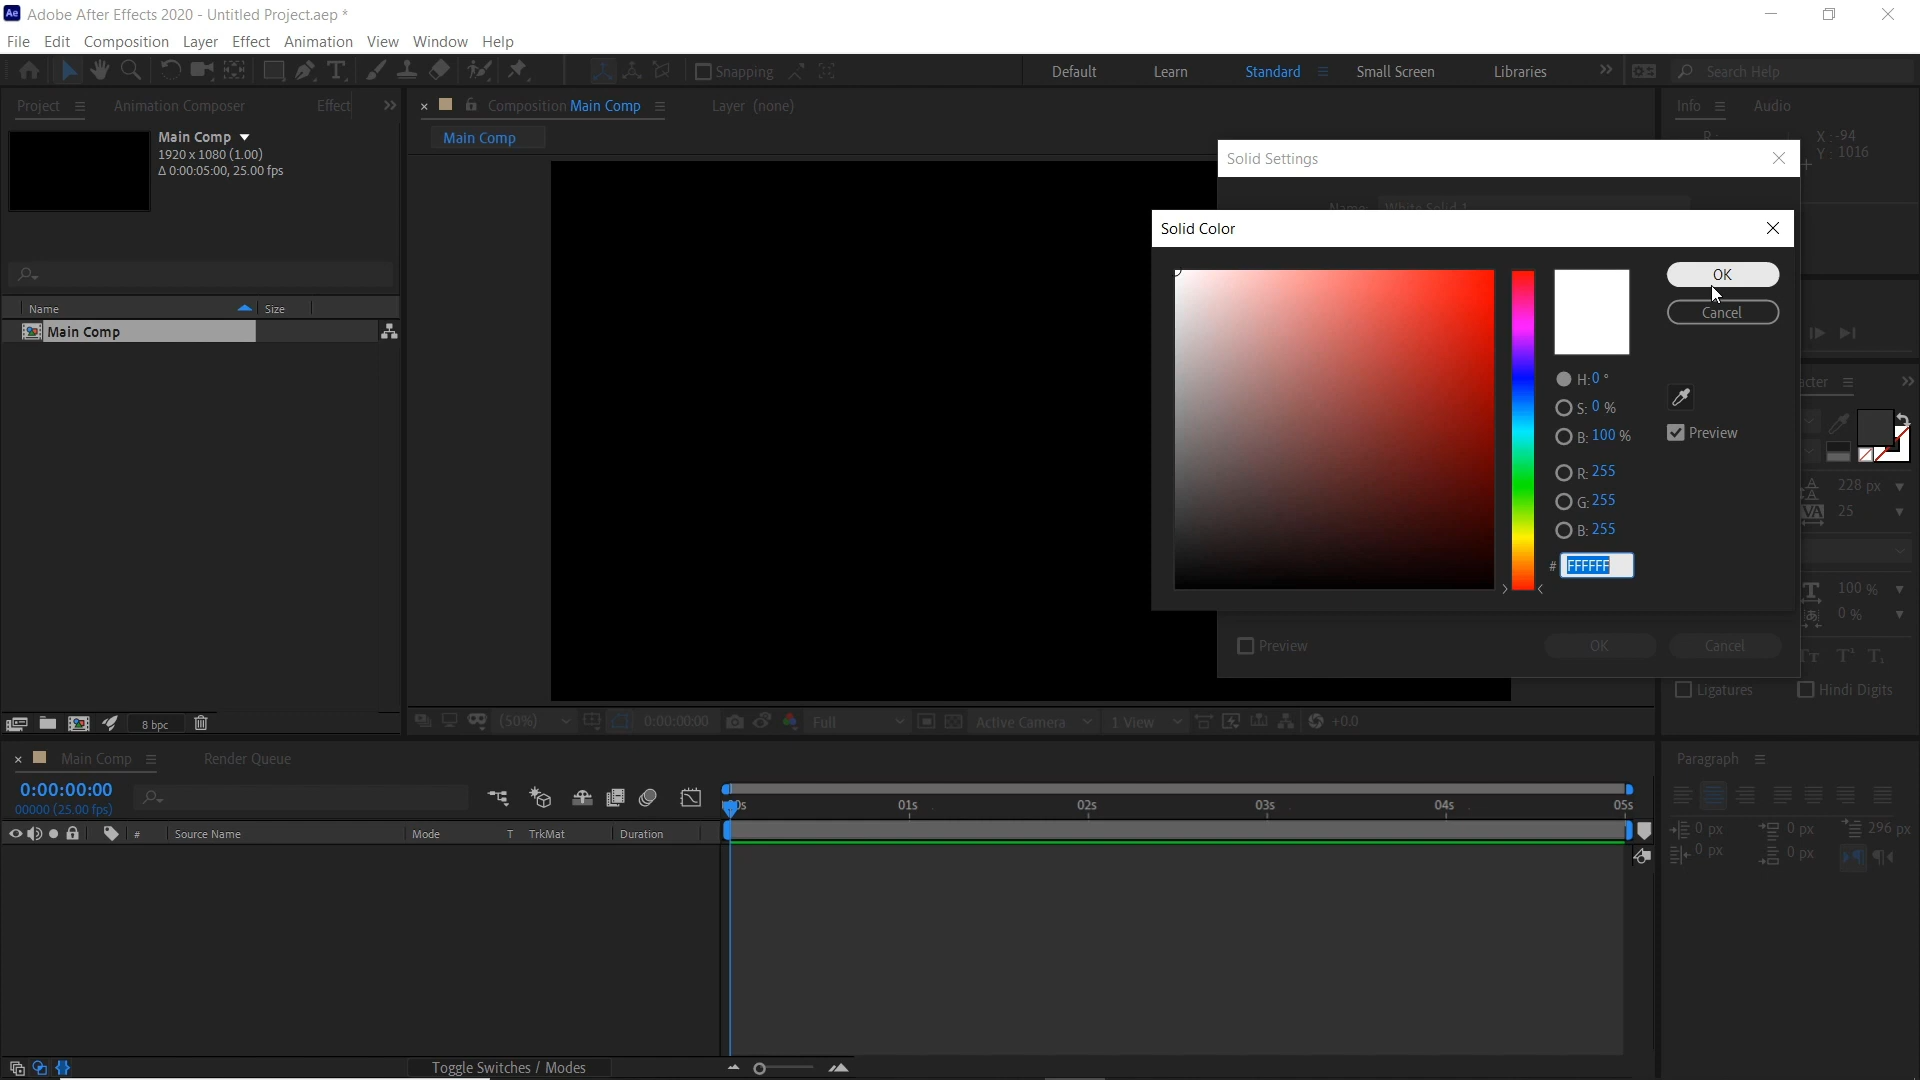 Adobe After Effects 2020 - Untitled Project.aep *
File Edit Composition Layer Effect Animation View Window Help
Snapping
Default Learn Standard Small Screen Libraries
Search Help
Project Animation Composer Effect
Composition Main Comp Layer (none)
Info Audio
Main Comp
1920 x 1080 (1.00)
Δ 0:00:05:00, 25.00 fps
Main Comp
R :
X : -94
Y : 1016
Solid Settings
Name: White Solid 1
Solid Color
OK
Cancel
H: 0 °
S: 0 %
B: 100 %
R: 255
G: 255
B: 255
# FFFFFF
Preview
Name Size
Main Comp
8 bpc
Preview OK Cancel
acter
228 px
25
100 %
0 %
Ligatures Hindi Digits
(50%) 0:00:00:00 Full Active Camera 1 View +0.0
Main Comp Render Queue
0:00:00:00
00000 (25.00 fps)
# Source Name Mode T TrkMat Duration
00s 01s 02s 03s 04s 05s
Paragraph
0 px 0 px 296 px
0 px 0 px
Toggle Switches / Modes